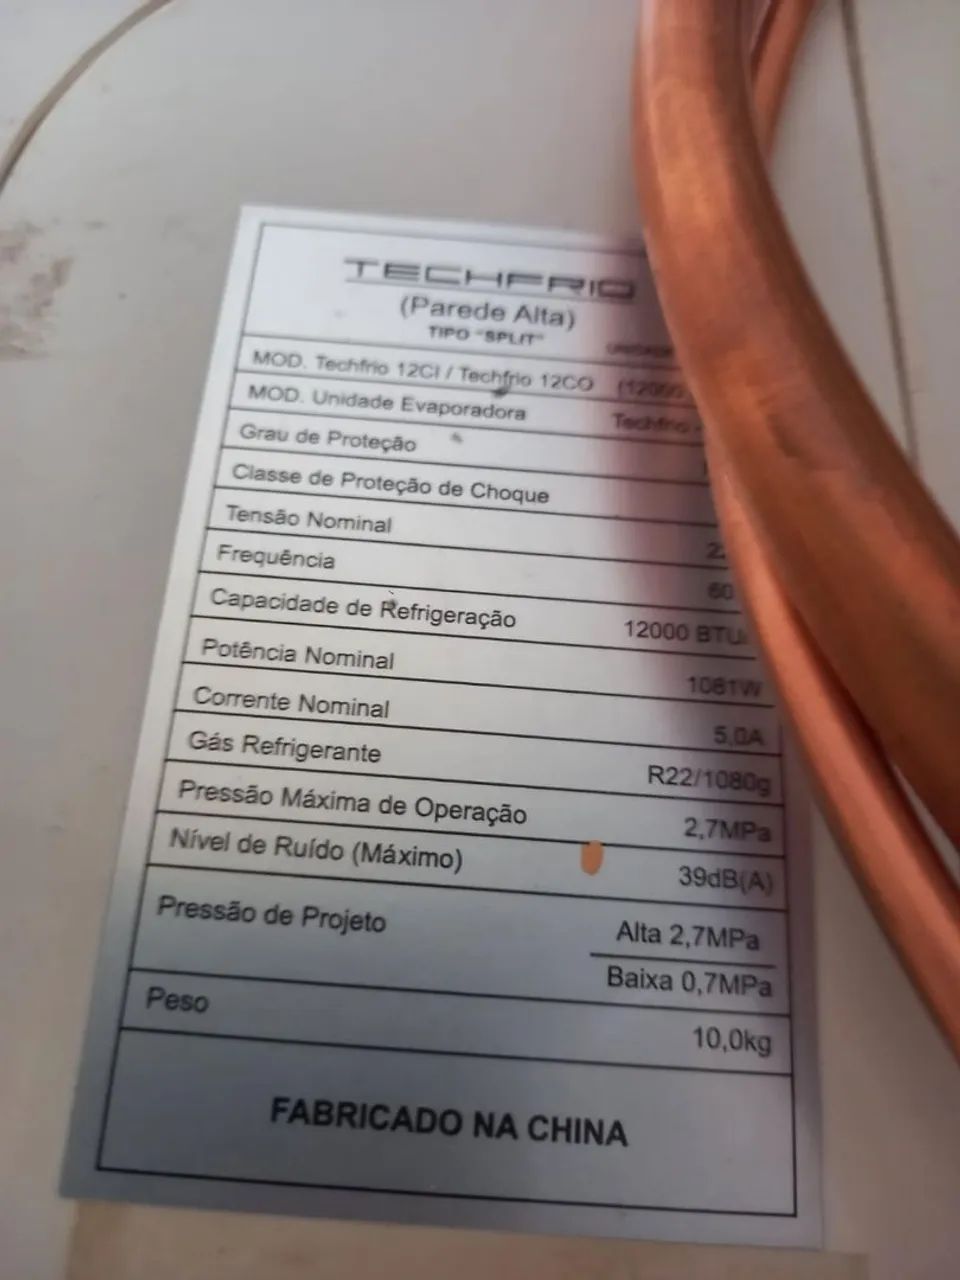 TECHFRIO
(Parede Alta)
TIPO "SPLIT"
MOD. Techfrio 12CI / Techfrio 12CO (12000
MOD. Unidade Evaporadora Techfrio -
Grau de Proteção
Classe de Proteção de Choque
Tensão Nominal
Frequência 60
Capacidade de Refrigeração 12000 BTU
Potência Nominal 1081W
Corrente Nominal 5,0A
Gás Refrigerante R22/1080g
Pressão Máxima de Operação 2,7MPa
Nível de Ruído (Máximo) 39dB(A)
Pressão de Projeto Alta 2,7MPa
Baixa 0,7MPa
Peso 10,0kg
FABRICADO NA CHINA